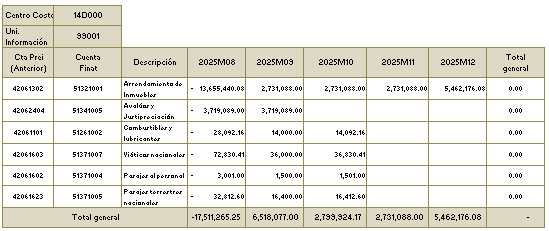 Centro Costo 14D000
Uni. Información 99001
Cta Prei (Anterior) Cuenta Finat Descripción 2025M08 2025M09 2025M10 2025M11 2025M12 Total general
42061302 51321001 Arrendamiento de Inmuebles - 13,655,440.08 2,731,088.00 2,731,088.00 2,731,088.00 5,462,176.08 0.00
42062404 51341005 Avalúos y Justipreciación - 3,719,089.00 3,719,089.00 0.00
42061101 51261002 Combustibles y lubricantes - 28,092.16 14,000.00 14,092.16 0.00
42061603 51371007 Viáticos nacionales - 72,830.41 36,000.00 36,830.41 0.00
42061602 51371004 Pasajes al personal - 3,001.00 1,500.00 1,501.00 0.00
42061623 51371005 Pasajes terrestres nacionales - 32,812.60 16,400.00 16,412.60 0.00
Total general -17,511,265.25 6,518,077.00 2,799,924.17 2,731,088.00 5,462,176.08 -